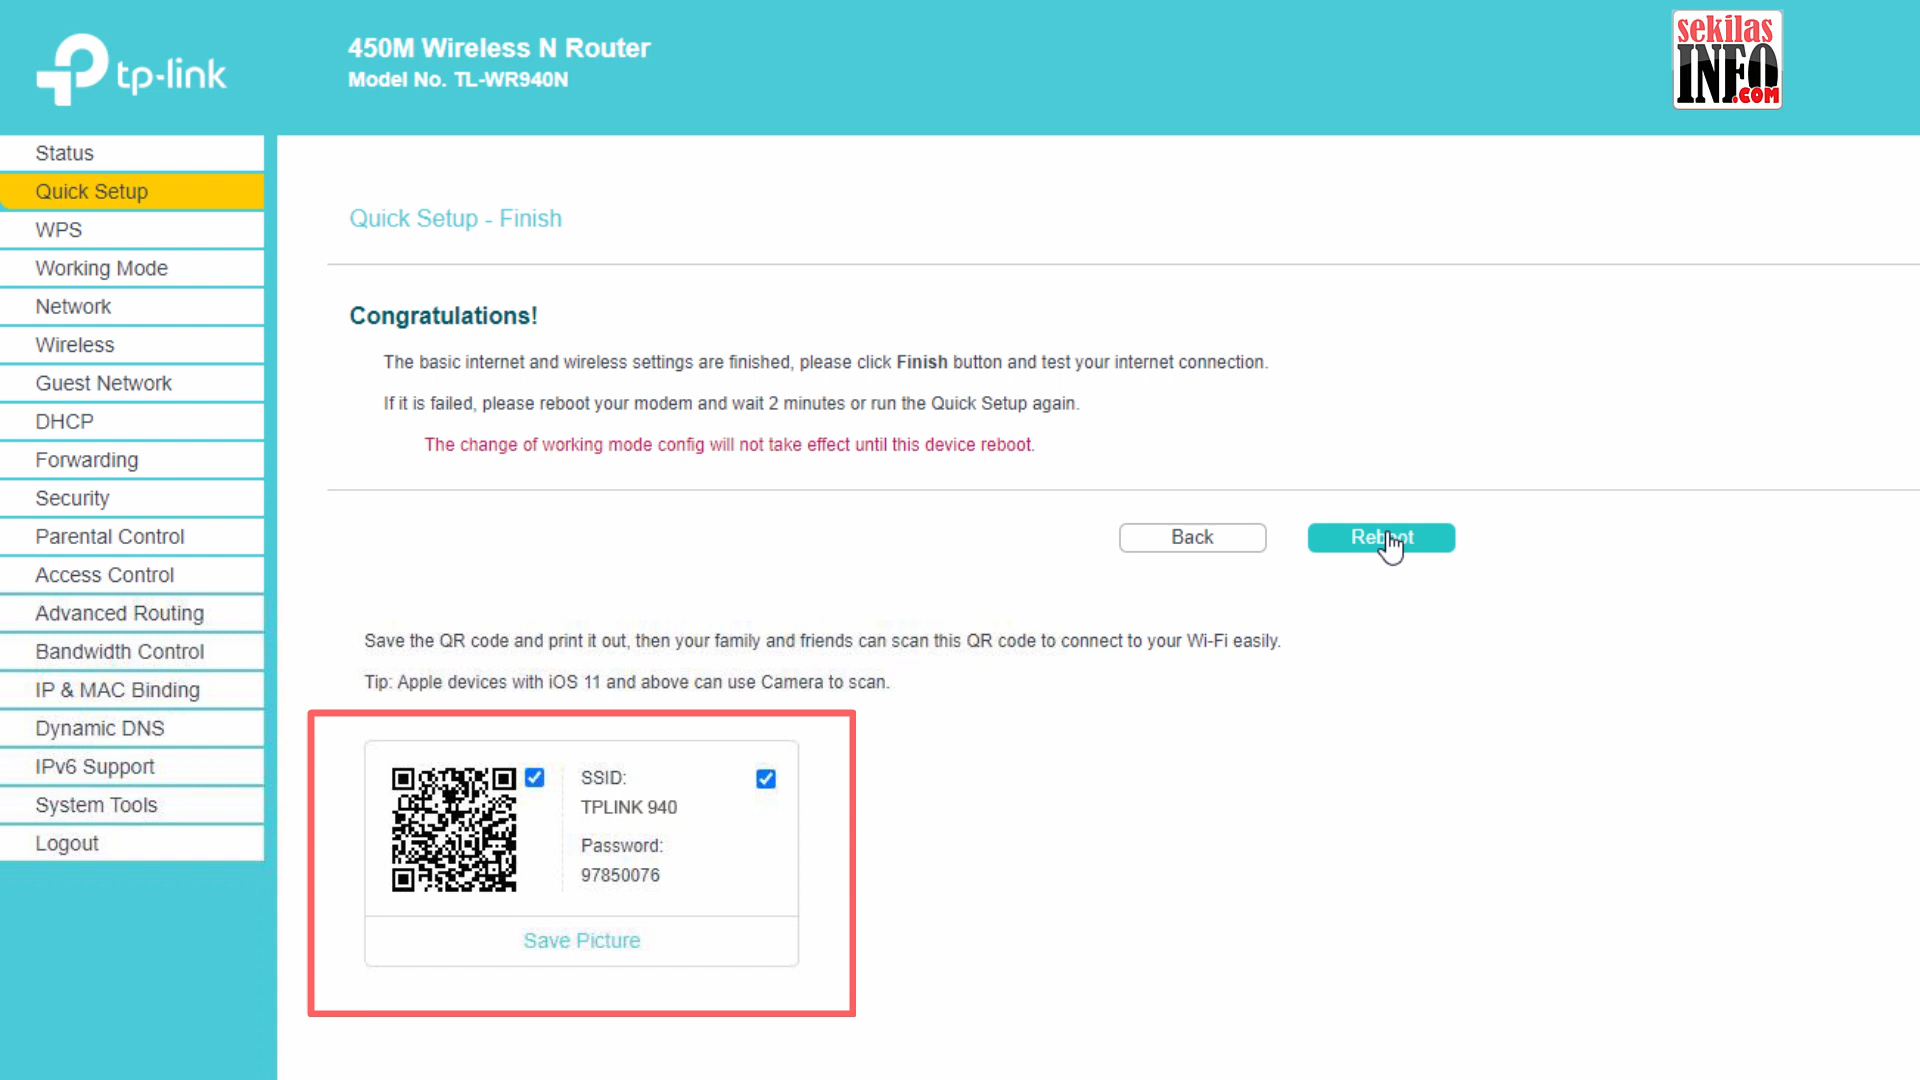 tp-link
450M Wireless N Router
Model No. TL-WR940N
sekilas
INFO
.COM
Status
Quick Setup
WPS
Working Mode
Network
Wireless
Guest Network
DHCP
Forwarding
Security
Parental Control
Access Control
Advanced Routing
Bandwidth Control
IP & MAC Binding
Dynamic DNS
IPv6 Support
System Tools
Logout
Quick Setup - Finish
Congratulations!
The basic internet and wireless settings are finished, please click Finish button and test your internet connection.
If it is failed, please reboot your modem and wait 2 minutes or run the Quick Setup again.
The change of working mode config will not take effect until this device reboot.
Back
Reboot
Save the QR code and print it out, then your family and friends can scan this QR code to connect to your Wi-Fi easily.
Tip: Apple devices with iOS 11 and above can use Camera to scan.
SSID:
TPLINK 940
Password:
97850076
Save Picture